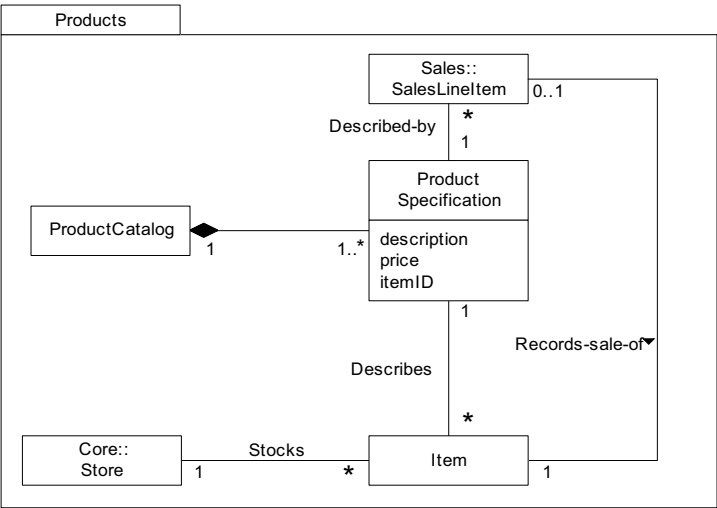 Products
Sales::
SalesLineItem
0..1
*
Described-by
1
Product
Specification
ProductCatalog
1
1..*
description
price
itemID
1
Records-sale-of
Describes
*
Core::
Store
Stocks
1
*
Item
1